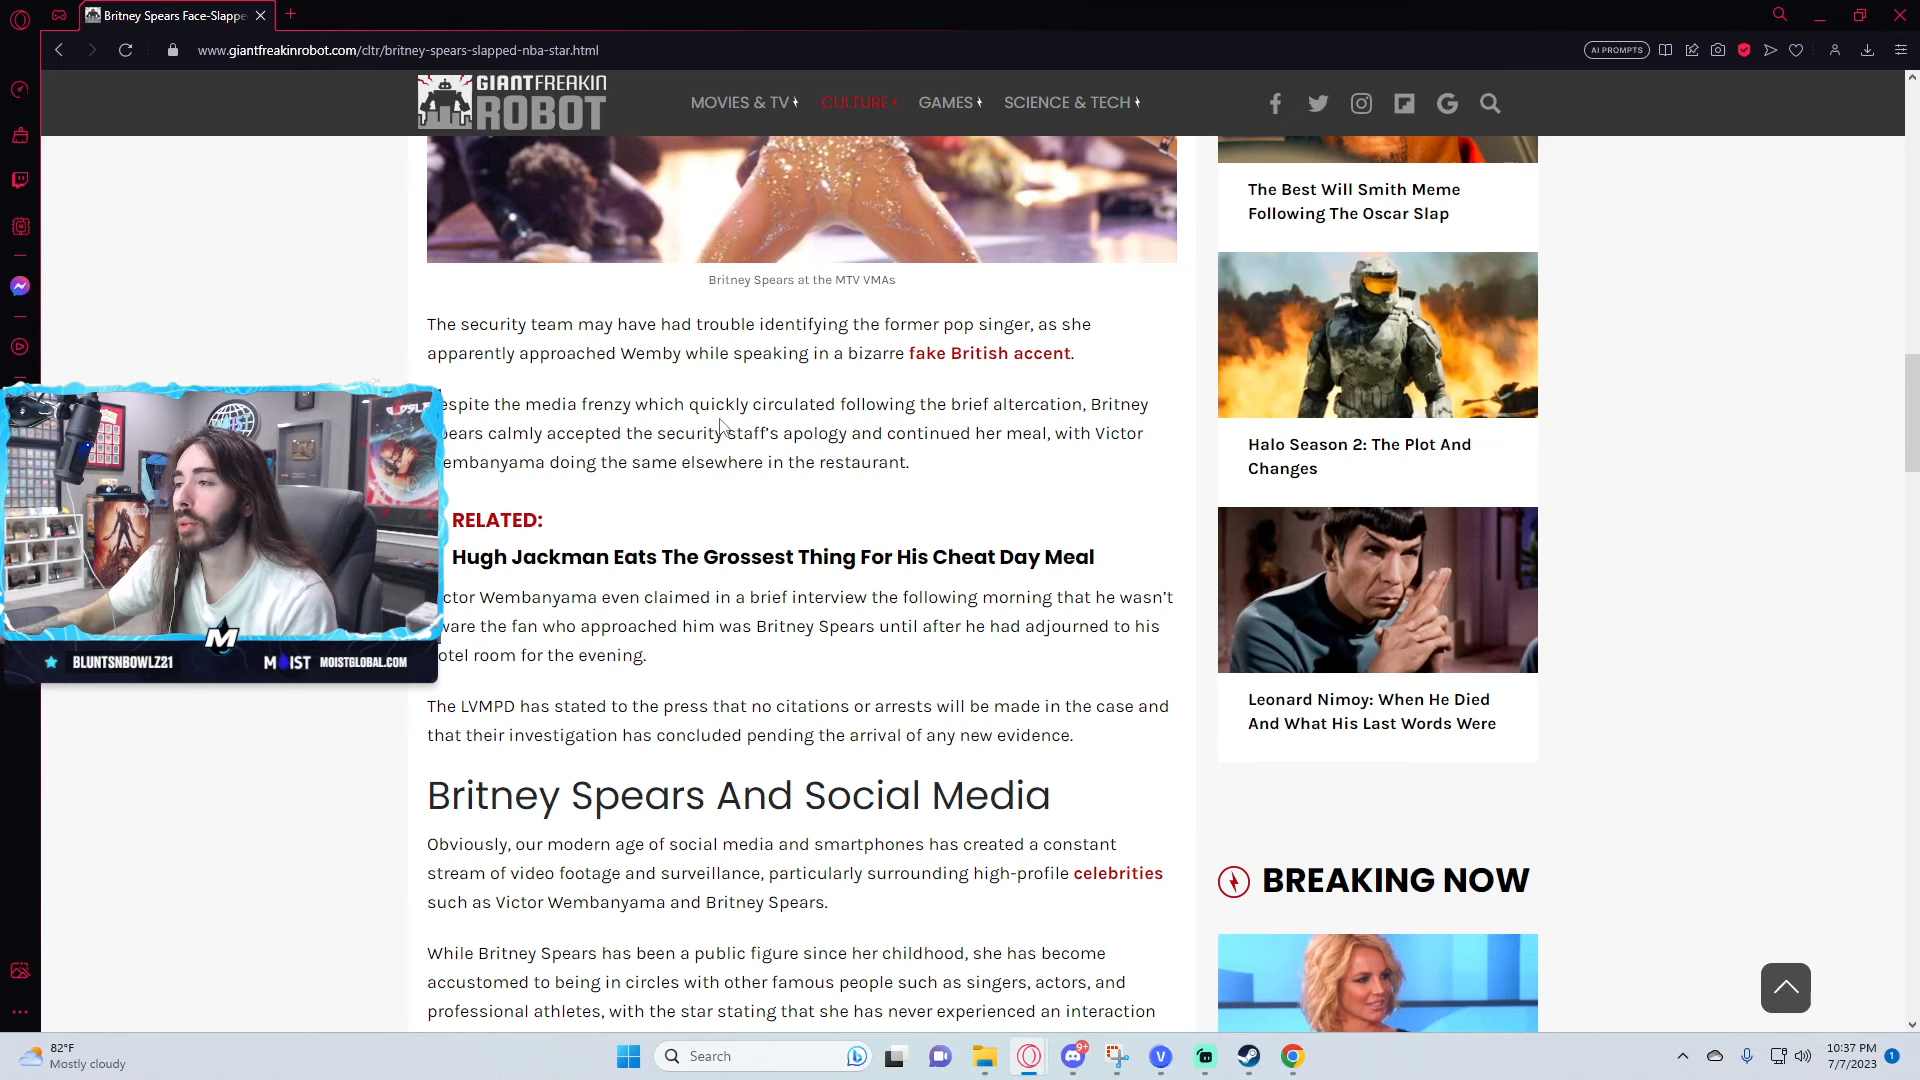 Britney Spears Face-Slappe
www.giantfreakinrobot.com/cltr/britney-spears-slapped-nba-star.html
AI PROMPTS
GIANT FREAKIN
ROBOT
MOVIES & TV
CULTURE
GAMES
SCIENCE & TECH
Britney Spears at the MTV VMAs
The security team may have had trouble identifying the former pop singer, as she
apparently approached Wemby while speaking in a bizarre fake British accent.
espite the media frenzy which quickly circulated following the brief altercation, Britney
pears calmly accepted the security staff's apology and continued her meal, with Victor
embanyama doing the same elsewhere in the restaurant.
RELATED:
Hugh Jackman Eats The Grossest Thing For His Cheat Day Meal
ctor Wembanyama even claimed in a brief interview the following morning that he wasn't
ware the fan who approached him was Britney Spears until after he had adjourned to his
otel room for the evening.
The LVMPD has stated to the press that no citations or arrests will be made in the case and
that their investigation has concluded pending the arrival of any new evidence.
Britney Spears And Social Media
Obviously, our modern age of social media and smartphones has created a constant
stream of video footage and surveillance, particularly surrounding high-profile celebrities
such as Victor Wembanyama and Britney Spears.
While Britney Spears has been a public figure since her childhood, she has become
accustomed to being in circles with other famous people such as singers, actors, and
professional athletes, with the star stating that she has never experienced an interaction
The Best Will Smith Meme
Following The Oscar Slap
Halo Season 2: The Plot And
Changes
Leonard Nimoy: When He Died
And What His Last Words Were
BREAKING NOW
M
BLUNTSNBOWLZ21
MOIST
MOISTGLOBAL.COM
82°F
Mostly cloudy
Search
9+
V
10:37 PM
7/7/2023
1